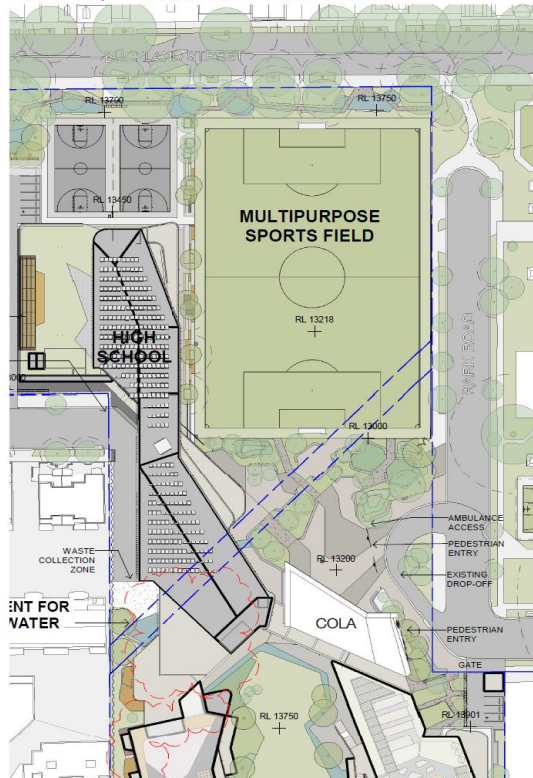 BUCKLAND STREET
RL 13700
RL 13750
RL 13450
MULTIPURPOSE
SPORTS FIELD
RL 13218
HIGH
SCHOOL
PARK ROAD
RL 13000
AMBULANCE
ACCESS
PEDESTRIAN
ENTRY
WASTE
COLLECTION
ZONE
RL 13200
EXISTING
DROP-OFF
ENT FOR
WATER
COLA
PEDESTRIAN
ENTRY
GATE
RL 13750
RL 13901